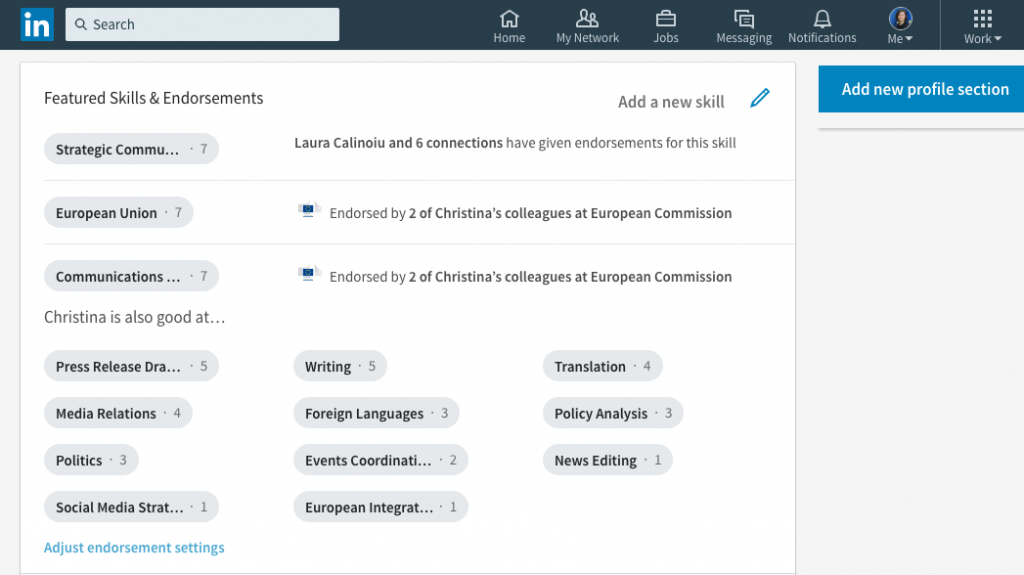 in
Search
Home
My Network
Jobs
Messaging
Notifications
Me
Work
Featured Skills & Endorsements
Add a new skill
Add new profile section
Strategic Commu... · 7
Laura Calinoiu and 6 connections have given endorsements for this skill
European Union · 7
Endorsed by 2 of Christina’s colleagues at European Commission
Communications ... · 7
Endorsed by 2 of Christina’s colleagues at European Commission
Christina is also good at…
Press Release Dra... · 5
Writing · 5
Translation · 4
Media Relations · 4
Foreign Languages · 3
Policy Analysis · 3
Politics · 3
Events Coordinati... · 2
News Editing · 1
Social Media Strat... · 1
European Integrat... · 1
Adjust endorsement settings